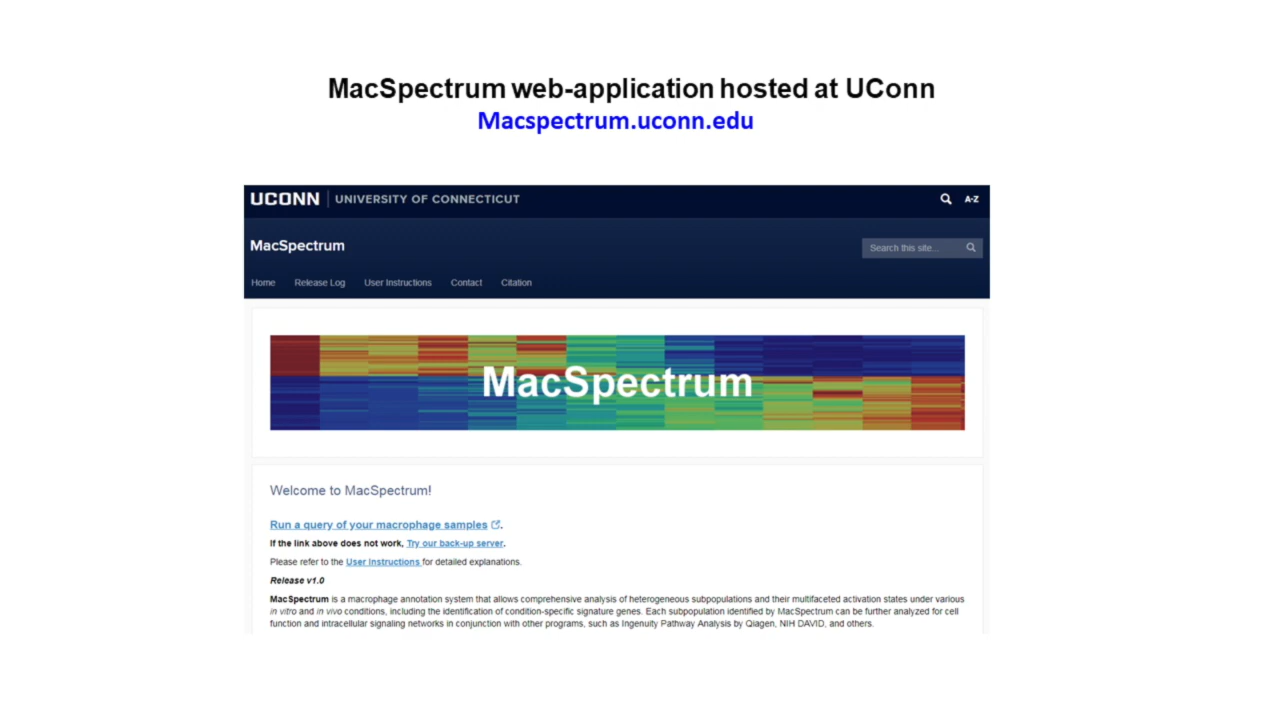 MacSpectrum web-application hosted at UConn
Macspectrum.uconn.edu
UCONN UNIVERSITY OF CONNECTICUT A-Z
MacSpectrum Search this site...
Home Release Log User Instructions Contact Citation
MacSpectrum
Welcome to MacSpectrum!
Run a query of your macrophage samples.
If the link above does not work, Try our back-up server.
Please refer to the User Instructions for detailed explanations.
Release v1.0
MacSpectrum is a macrophage annotation system that allows comprehensive analysis of heterogeneous subpopulations and their multifaceted activation states under various
in vitro and in vivo conditions, including the identification of condition-specific signature genes. Each subpopulation identified by MacSpectrum can be further analyzed for cell
function and intracellular signaling networks in conjunction with other programs, such as Ingenuity Pathway Analysis by Qiagen, NIH DAVID, and others.